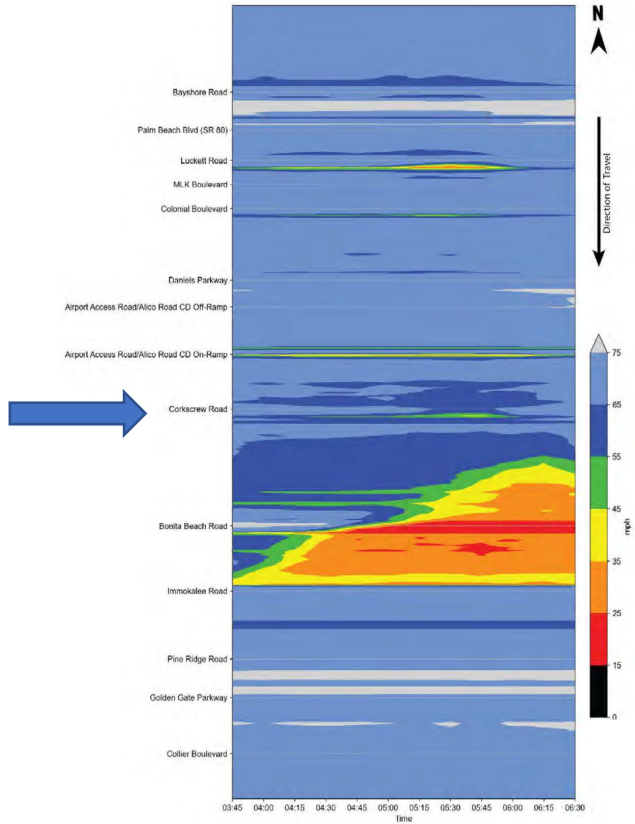 N
Bayshore Road
Palm Beach Blvd (SR 80)
Luckett Road
MLK Boulevard
Colonial Boulevard
Daniels Parkway
Airport Access Road/Alico Road CD Off-Ramp
Airport Access Road/Alico Road CD On-Ramp
Corkscrew Road
Bonita Beach Road
Immokalee Road
Pine Ridge Road
Golden Gate Parkway
Collier Boulevard
03:45 04:00 04:15 04:30 04:45 05:00 05:15 05:30 05:45 06:00 06:15 06:30
Time
Direction of Travel
75
65
55
45
35
25
15
0
mph